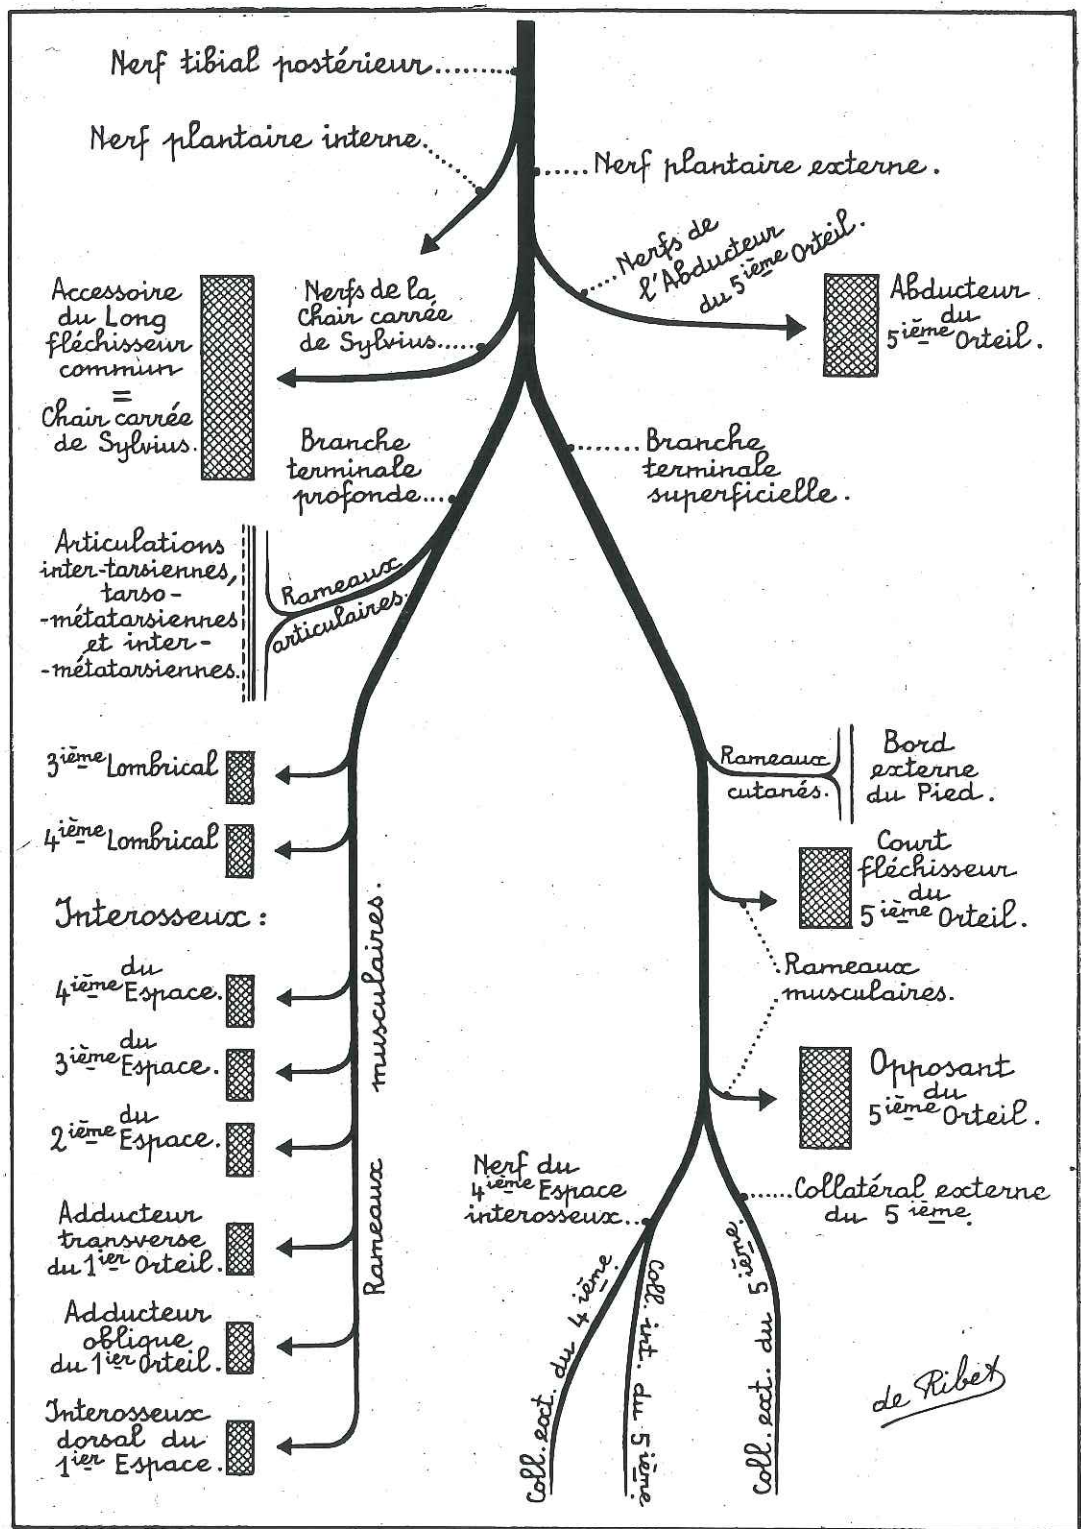 Nerf tibial postérieur
Nerf plantaire interne.
Nerf plantaire externe.
Nerfs de
l'Abducteur
du 5ième Orteil.
Abducteur
du
5ième Orteil.
Accessoire
du Long
fléchisseur
commun
=
Chair carrée
de Sylvius.
Nerfs de la
Chair carrée
de Sylvius
Branche
terminale
profonde
Branche
terminale
superficielle.
Articulations
inter-tarsiennes,
tarso-
-métatarsiennes
et inter-
-métatarsiennes.
Rameaux
articulaires.
3ième Lombrical
4ième Lombrical
Interosseux :
du
4ième Espace.
du
3ième Espace.
du
2ième Espace.
Adducteur
transverse
du 1ier Orteil.
Adducteur
oblique
du 1ier Orteil.
Interosseux
dorsal du
1ier Espace.
Rameaux musculaires.
Rameaux
cutanés.
Bord
externe
du Pied.
Court
fléchisseur
du
5ième Orteil.
Rameaux
musculaires.
Opposant
du
5ième Orteil.
Nerf du
4ième Espace
interosseux
Collatéral externe
du 5ième.
Coll. ext. du 4ième.
Coll. int. du 5ième.
Coll. ext. du 5ième.
de Ribet